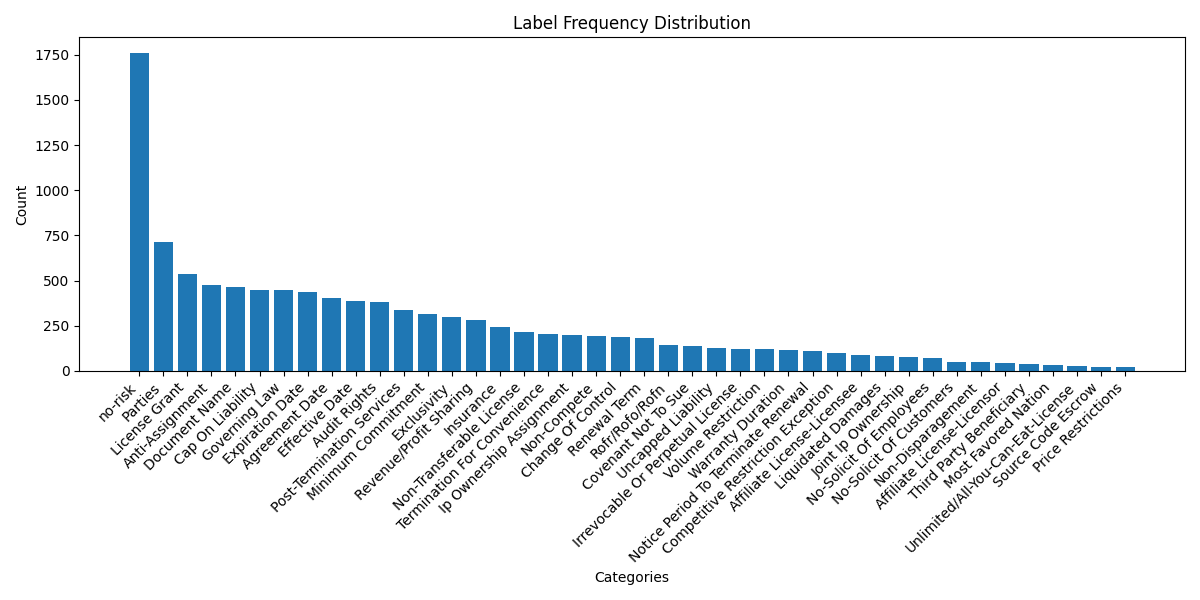 Label Frequency Distribution
Count
1750
1500
1250
1000
750
500
250
0
no-risk
Parties
License Grant
Anti-Assignment
Document Name
Cap On Liability
Governing Law
Expiration Date
Agreement Date
Effective Date
Audit Rights
Post-Termination Services
Minimum Commitment
Exclusivity
Revenue/Profit Sharing
Insurance
Non-Transferable License
Termination For Convenience
Ip Ownership Assignment
Non-Compete
Change Of Control
Renewal Term
Rofr/Rofo/Rofn
Covenant Not To Sue
Uncapped Liability
Irrevocable Or Perpetual License
Volume Restriction
Warranty Duration
Notice Period To Terminate Renewal
Competitive Restriction Exception
Affiliate License-Licensee
Liquidated Damages
Joint Ip Ownership
No-Solicit Of Employees
No-Solicit Of Customers
Non-Disparagement
Affiliate License-Licensor
Third Party Beneficiary
Most Favored Nation
Unlimited/All-You-Can-Eat-License
Source Code Escrow
Price Restrictions
Categories